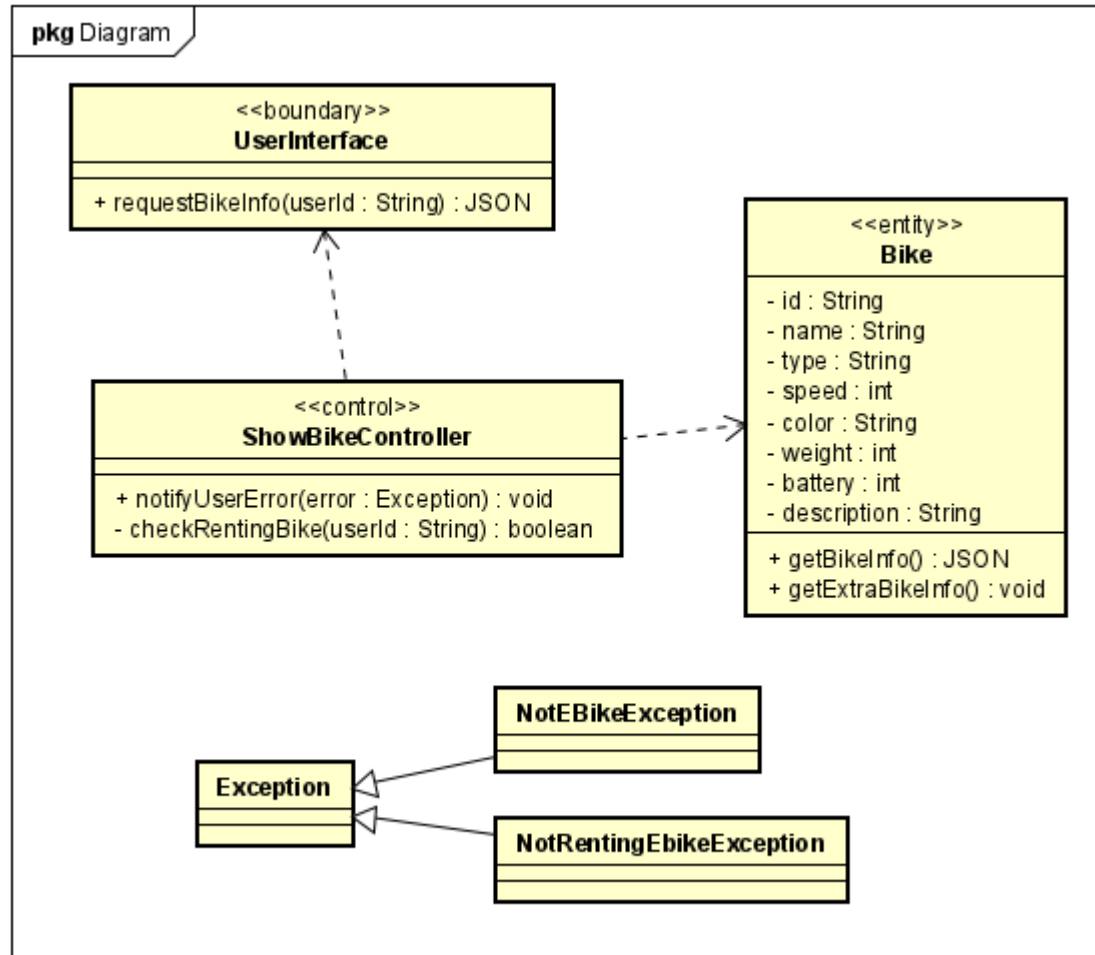 pkg Diagram
<<boundary>>
UserInterface
+ requestBikeInfo(userId : String) : JSON
<<entity>>
Bike
- id : String
- name : String
- type : String
- speed : int
- color : String
- weight : int
- battery : int
- description : String
+ getBikeInfo() : JSON
+ getExtraBikeInfo() : void
<<control>>
ShowBikeController
+ notifyUserError(error : Exception) : void
- checkRentingBike(userId : String) : boolean
NotEBikeException
Exception
NotRentingEbikeException